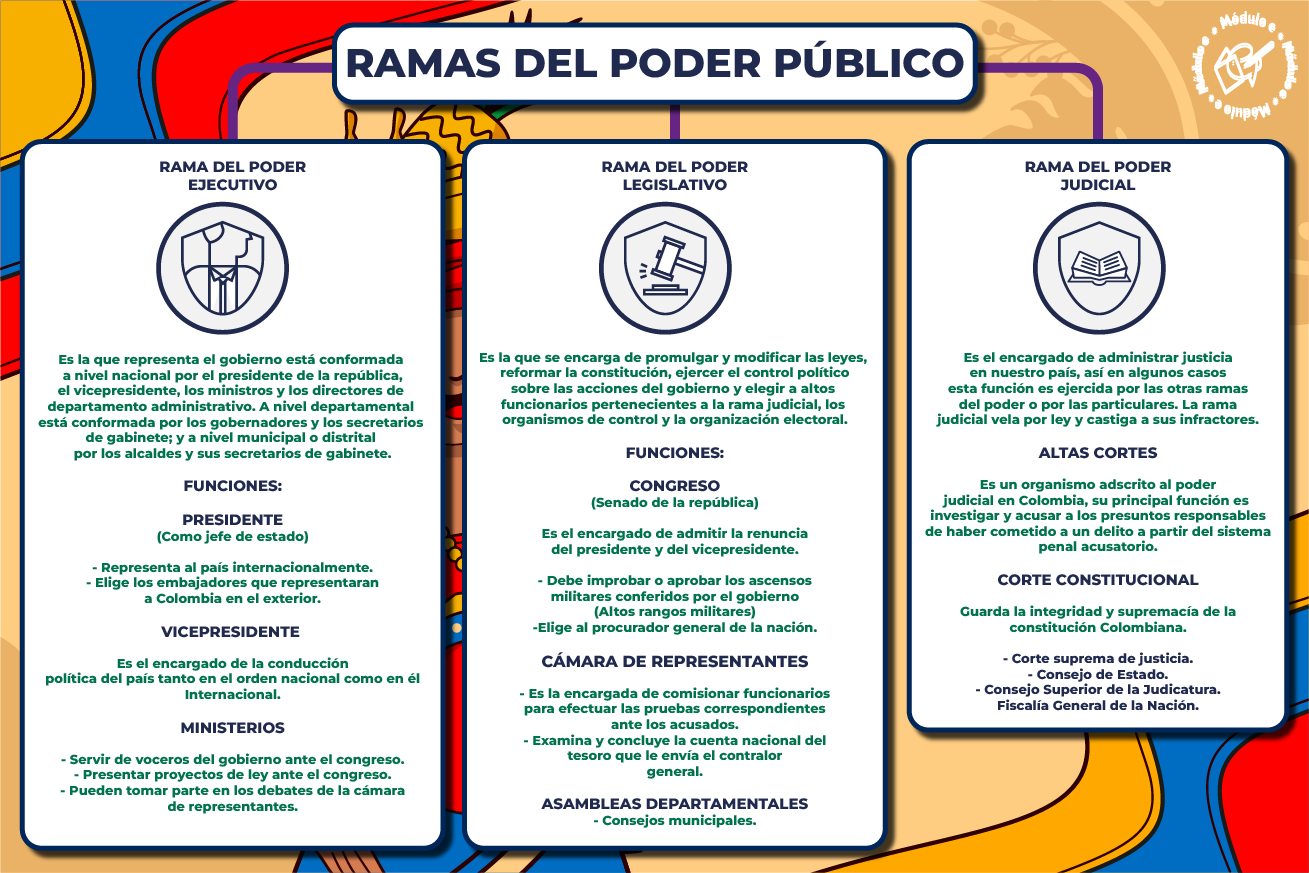 RAMAS DEL PODER PÚBLICO
Módulo e • Módulo e • Módulo e • Módulo e •
RAMA DEL PODER
EJECUTIVO
Es la que representa el gobierno está conformada
a nivel nacional por el presidente de la república,
el vicepresidente, los ministros y los directores de
departamento administrativo. A nivel departamental
está conformada por los gobernadores y los secretarios
de gabinete; y a nivel municipal o distrital
por los alcaldes y sus secretarios de gabinete.
FUNCIONES:
PRESIDENTE
(Como jefe de estado)
- Representa al país internacionalmente.
- Elige los embajadores que representaran
a Colombia en el exterior.
VICEPRESIDENTE
Es el encargado de la conducción
política del país tanto en el orden nacional como en él
Internacional.
MINISTERIOS
- Servir de voceros del gobierno ante el congreso.
- Presentar proyectos de ley ante el congreso.
- Pueden tomar parte en los debates de la cámara
de representantes.
RAMA DEL PODER
LEGISLATIVO
Es la que se encarga de promulgar y modificar las leyes,
reformar la constitución, ejercer el control político
sobre las acciones del gobierno y elegir a altos
funcionarios pertenecientes a la rama judicial, los
organismos de control y la organización electoral.
FUNCIONES:
CONGRESO
(Senado de la república)
Es el encargado de admitir la renuncia
del presidente y del vicepresidente.
- Debe improbar o aprobar los ascensos
militares conferidos por el gobierno
(Altos rangos militares)
-Elige al procurador general de la nación.
CÁMARA DE REPRESENTANTES
- Es la encargada de comisionar funcionarios
para efectuar las pruebas correspondientes
ante los acusados.
- Examina y concluye la cuenta nacional del
tesoro que le envía el contralor
general.
ASAMBLEAS DEPARTAMENTALES
- Consejos municipales.
RAMA DEL PODER
JUDICIAL
Es el encargado de administrar justicia
en nuestro país, así en algunos casos
esta función es ejercida por las otras ramas
del poder o por las particulares. La rama
judicial vela por ley y castiga a sus infractores.
ALTAS CORTES
Es un organismo adscrito al poder
judicial en Colombia, su principal función es
investigar y acusar a los presuntos responsables
de haber cometido a un delito a partir del sistema
penal acusatorio.
CORTE CONSTITUCIONAL
Guarda la integridad y supremacía de la
constitución Colombiana.
- Corte suprema de justicia.
- Consejo de Estado.
- Consejo Superior de la Judicatura.
Fiscalía General de la Nación.